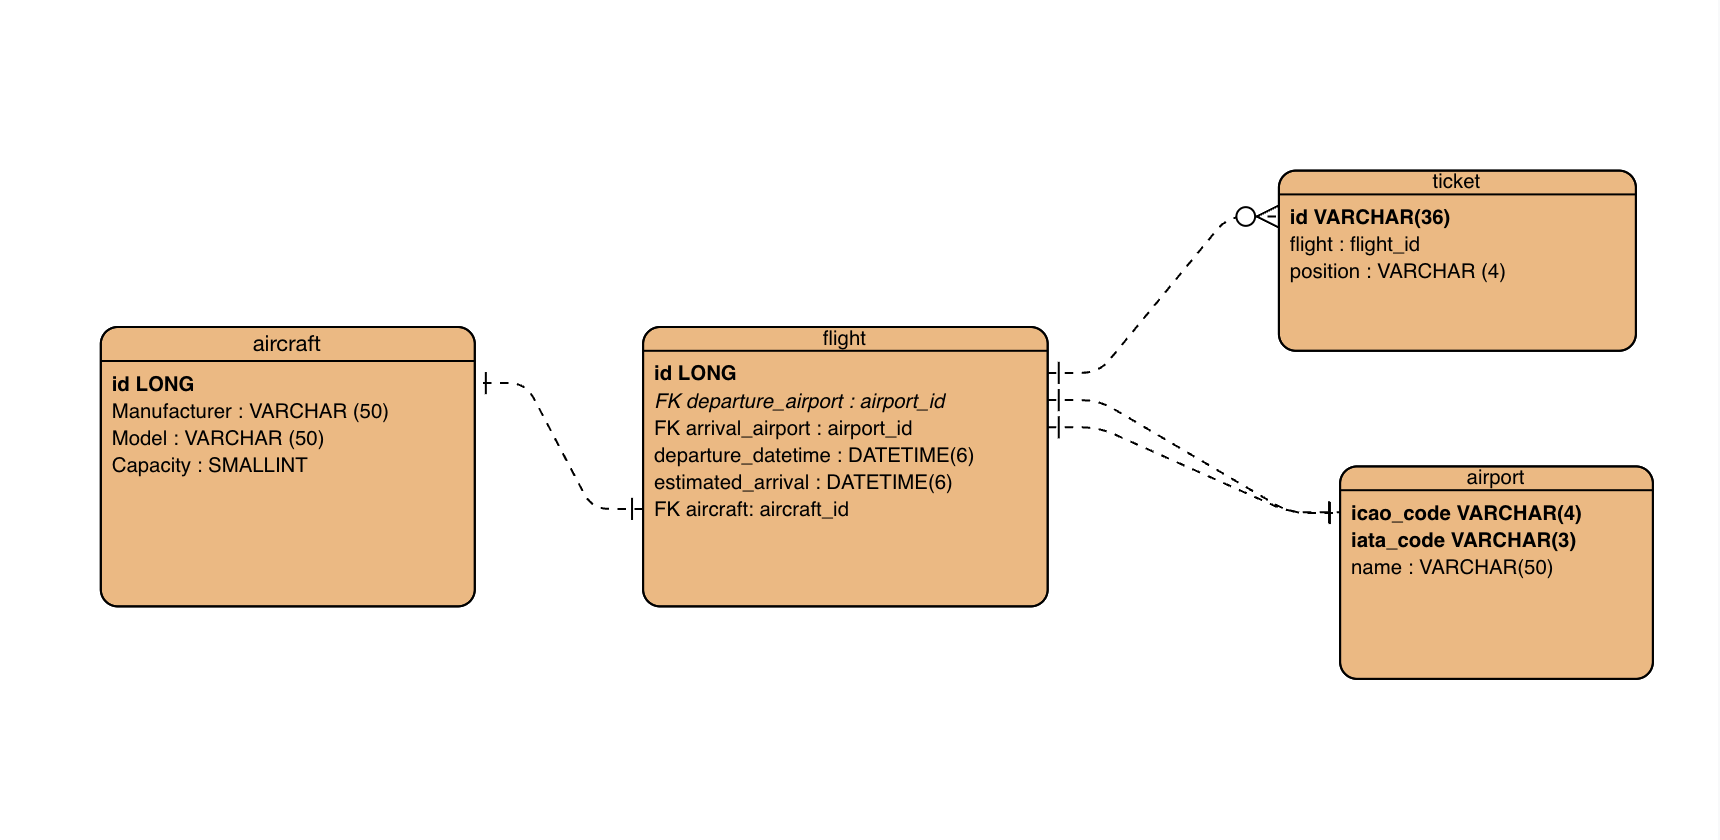 aircraft
id LONG
Manufacturer : VARCHAR (50)
Model : VARCHAR (50)
Capacity : SMALLINT
flight
id LONG
FK departure_airport : airport_id
FK arrival_airport : airport_id
departure_datetime : DATETIME(6)
estimated_arrival : DATETIME(6)
FK aircraft: aircraft_id
ticket
id VARCHAR(36)
flight : flight_id
position : VARCHAR (4)
airport
icao_code VARCHAR(4)
iata_code VARCHAR(3)
name : VARCHAR(50)